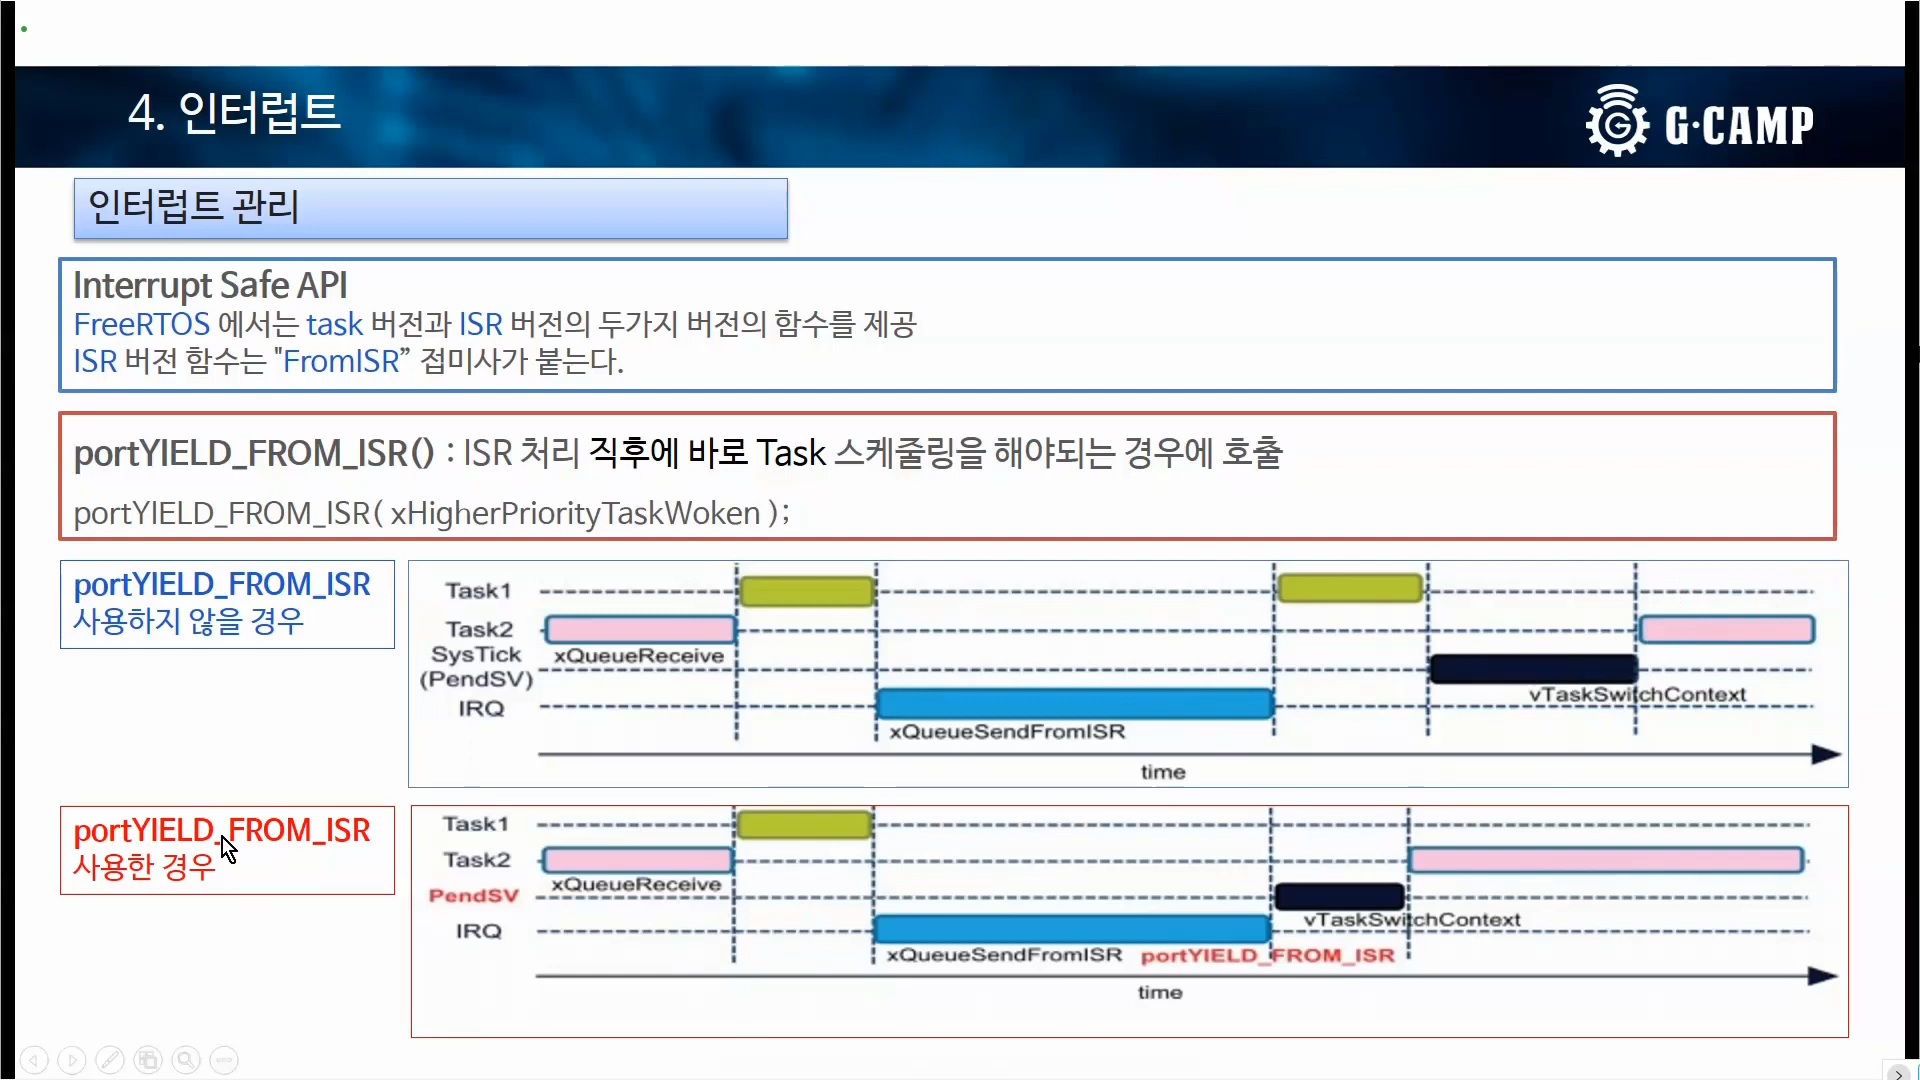 4. 인터럽트
G·CAMP
인터럽트 관리
Interrupt Safe API
FreeRTOS 에서는 task 버전과 ISR 버전의 두가지 버전의 함수를 제공
ISR 버전 함수는 "FromISR” 접미사가 붙는다.
portYIELD_FROM_ISR() : ISR 처리 직후에 바로 Task 스케줄링을 해야되는 경우에 호출
portYIELD_FROM_ISR( xHigherPriorityTaskWoken );
portYIELD_FROM_ISR
사용하지 않을 경우
Task1
Task2
SysTick
(PendSV)
IRQ
xQueueReceive
vTaskSwitchContext
xQueueSendFromISR
time
portYIELD_FROM_ISR
사용한 경우
Task1
Task2
PendSV
IRQ
xQueueReceive
vTaskSwitchContext
xQueueSendFromISR portYIELD_FROM_ISR
time